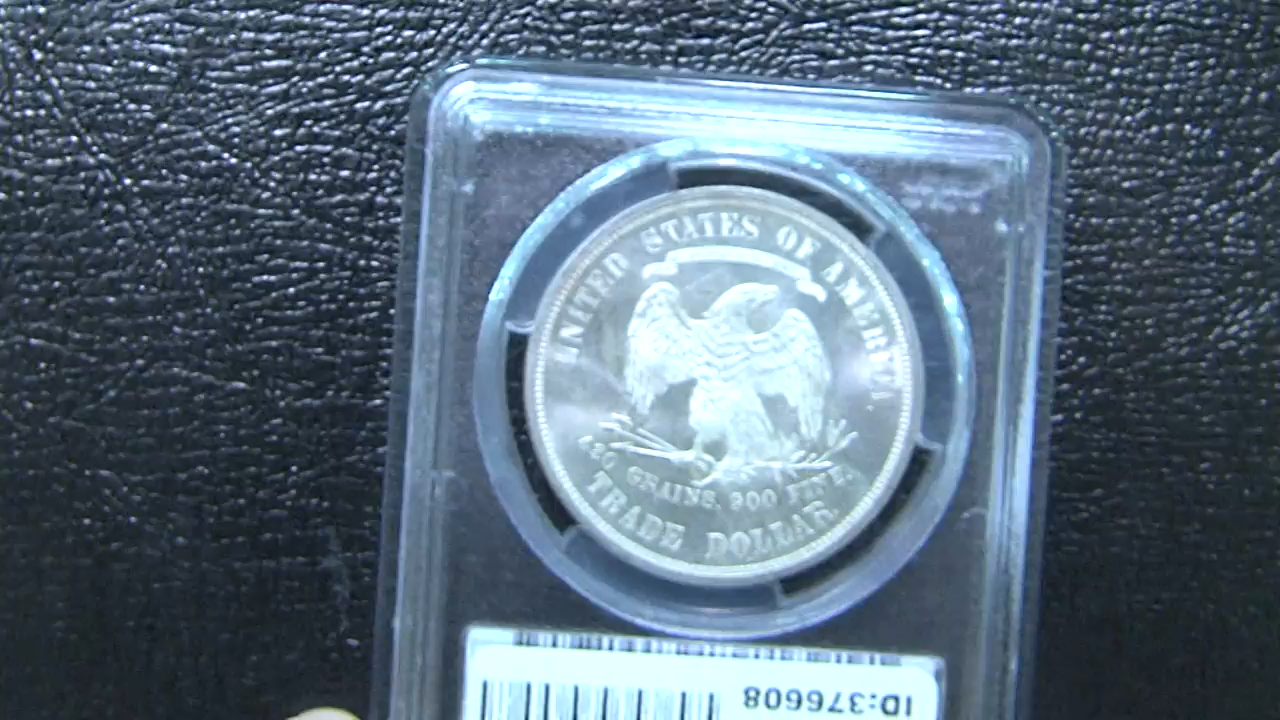 UNITED STATES OF AMERICA.
420 GRAINS, 900 FINE.
TRADE DOLLAR.
ID:376608